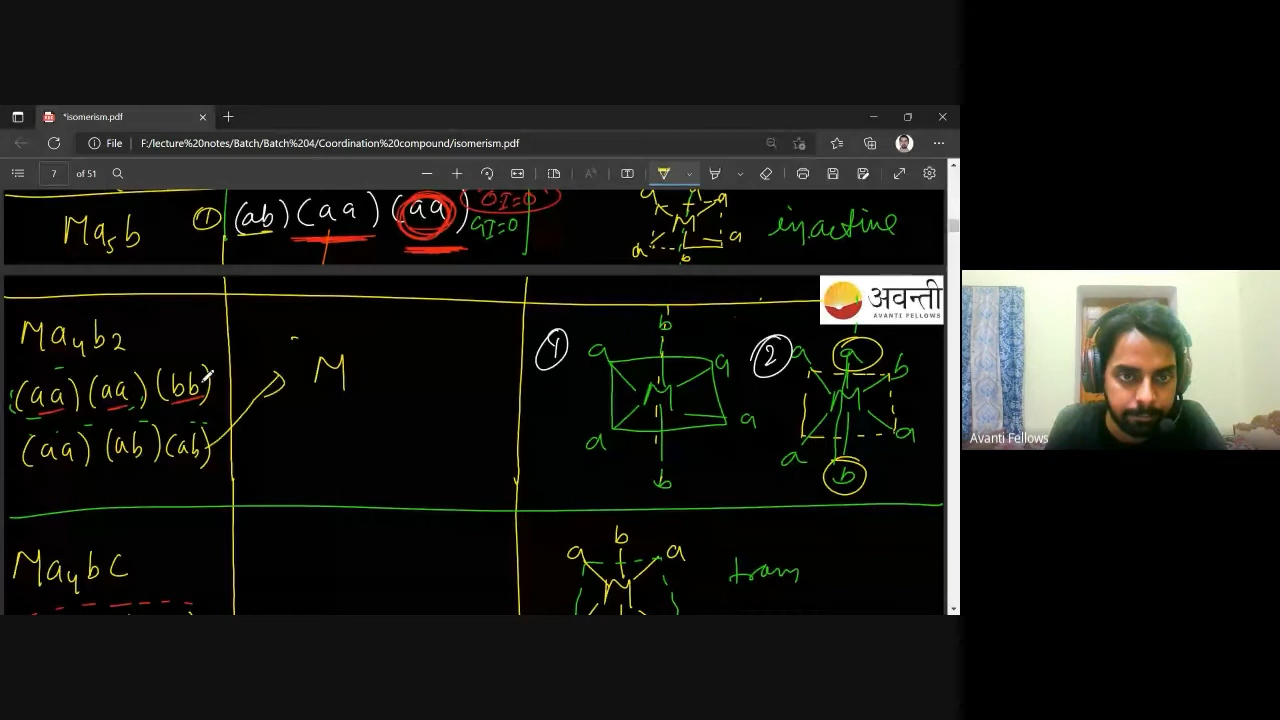 *isomerism.pdf
File
F:/lecture%20notes/Batch/Batch%204/Coordination%20compound/isomerism.pdf
7 of 51
Ma5b ① (ab) (aa) (aa) OI=0
GI=0
a a M a a b inactive
अवन्ती
AVANTI FELLOWS
Ma4b2
(aa) (aa) (bb)
(aa) (ab) (ab)
M
① b a a M a a b
② a a b M a a b
Ma4bc
b a a M
trans
Avanti Fellows